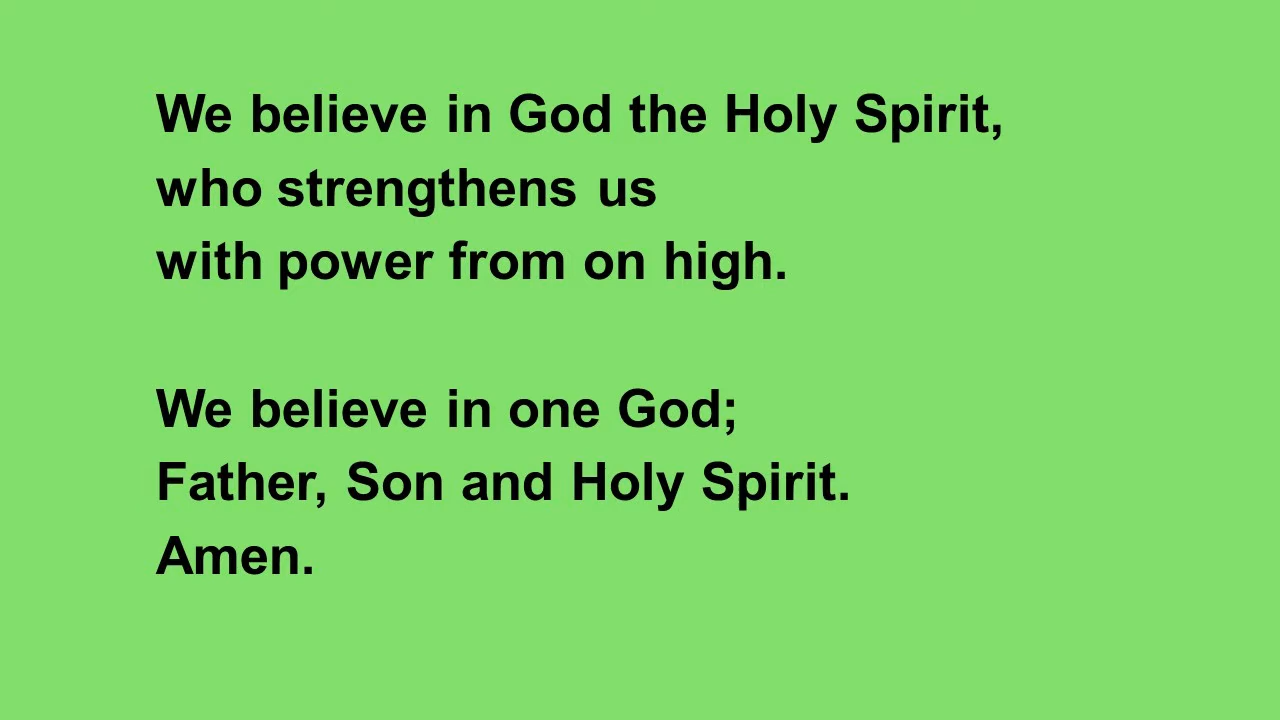 We believe in God the Holy Spirit,
who strengthens us
with power from on high.
We believe in one God;
Father, Son and Holy Spirit.
Amen.